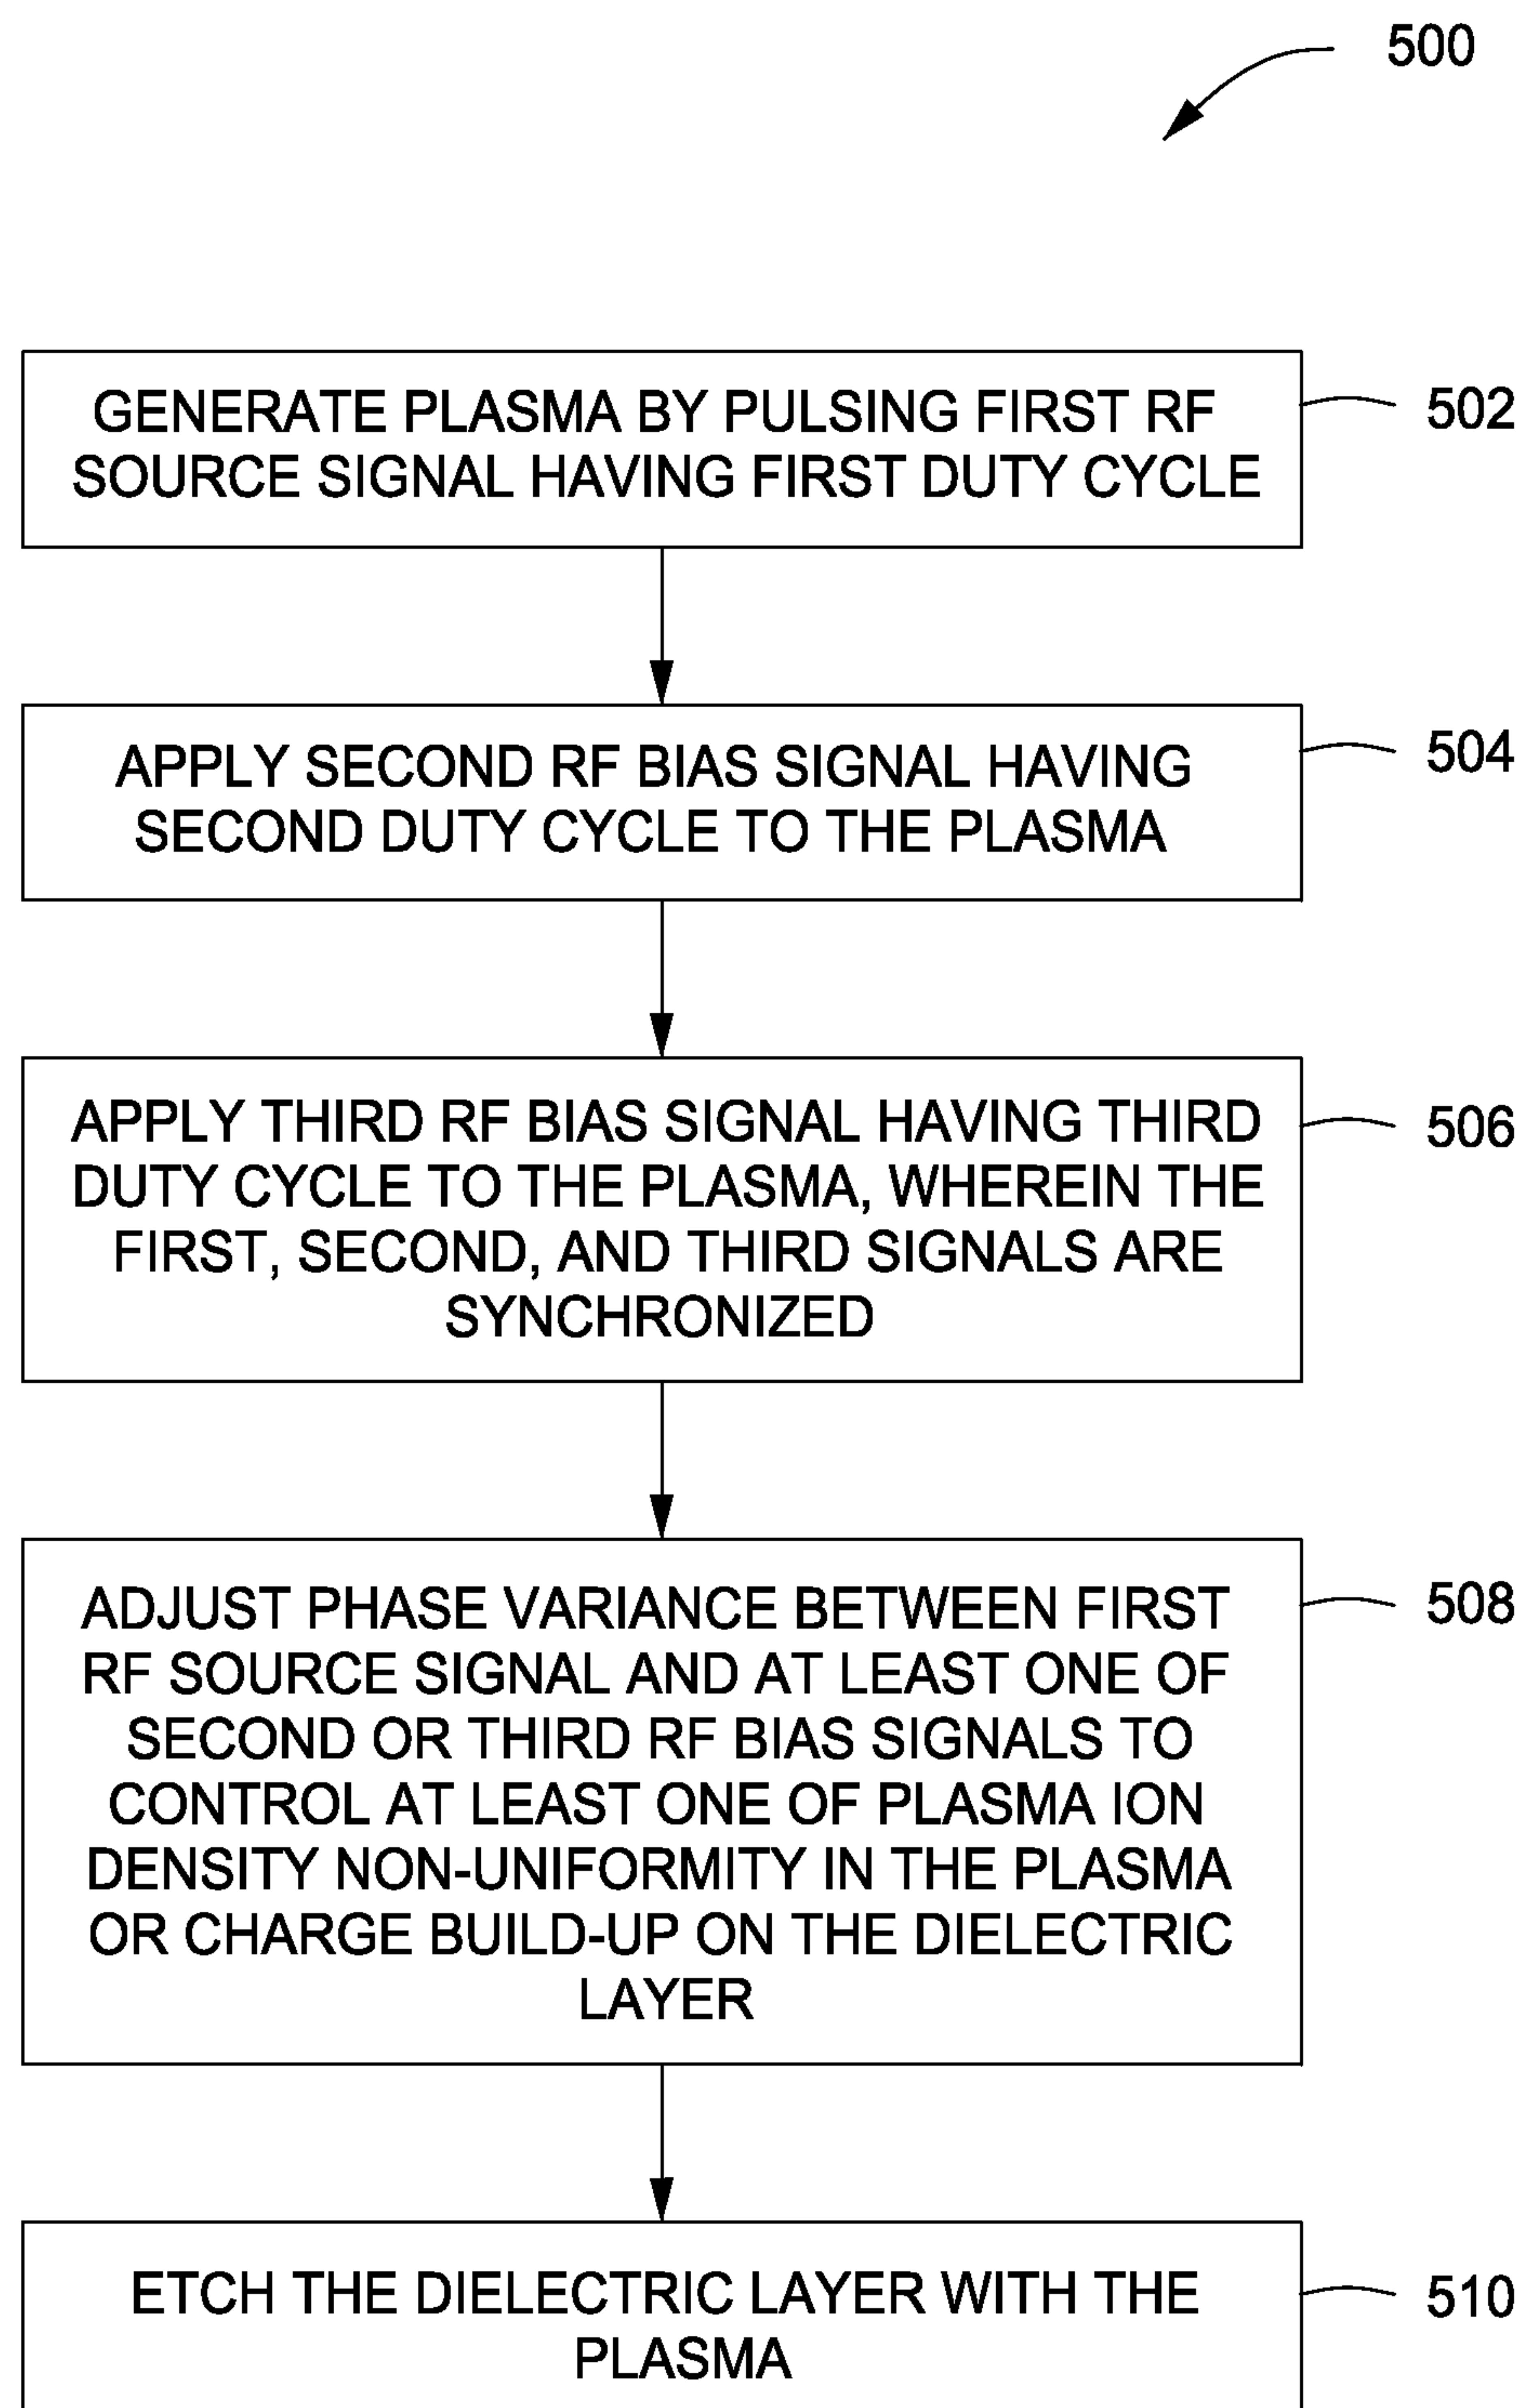 500
GENERATE PLASMA BY PULSING FIRST RF
SOURCE SIGNAL HAVING FIRST DUTY CYCLE
502
APPLY SECOND RF BIAS SIGNAL HAVING
SECOND DUTY CYCLE TO THE PLASMA
504
APPLY THIRD RF BIAS SIGNAL HAVING THIRD
DUTY CYCLE TO THE PLASMA, WHEREIN THE
FIRST, SECOND, AND THIRD SIGNALS ARE
SYNCHRONIZED
506
ADJUST PHASE VARIANCE BETWEEN FIRST
RF SOURCE SIGNAL AND AT LEAST ONE OF
SECOND OR THIRD RF BIAS SIGNALS TO
CONTROL AT LEAST ONE OF PLASMA ION
DENSITY NON-UNIFORMITY IN THE PLASMA
OR CHARGE BUILD-UP ON THE DIELECTRIC
LAYER
508
ETCH THE DIELECTRIC LAYER WITH THE
PLASMA
510